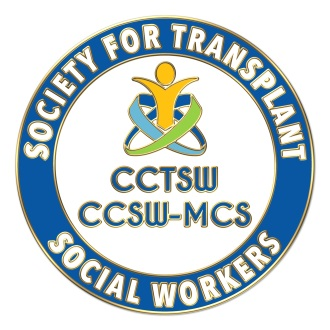 SOCIETY FOR TRANSPLANT
CCTSW
CCSW-MCS
SOCIAL WORKERS